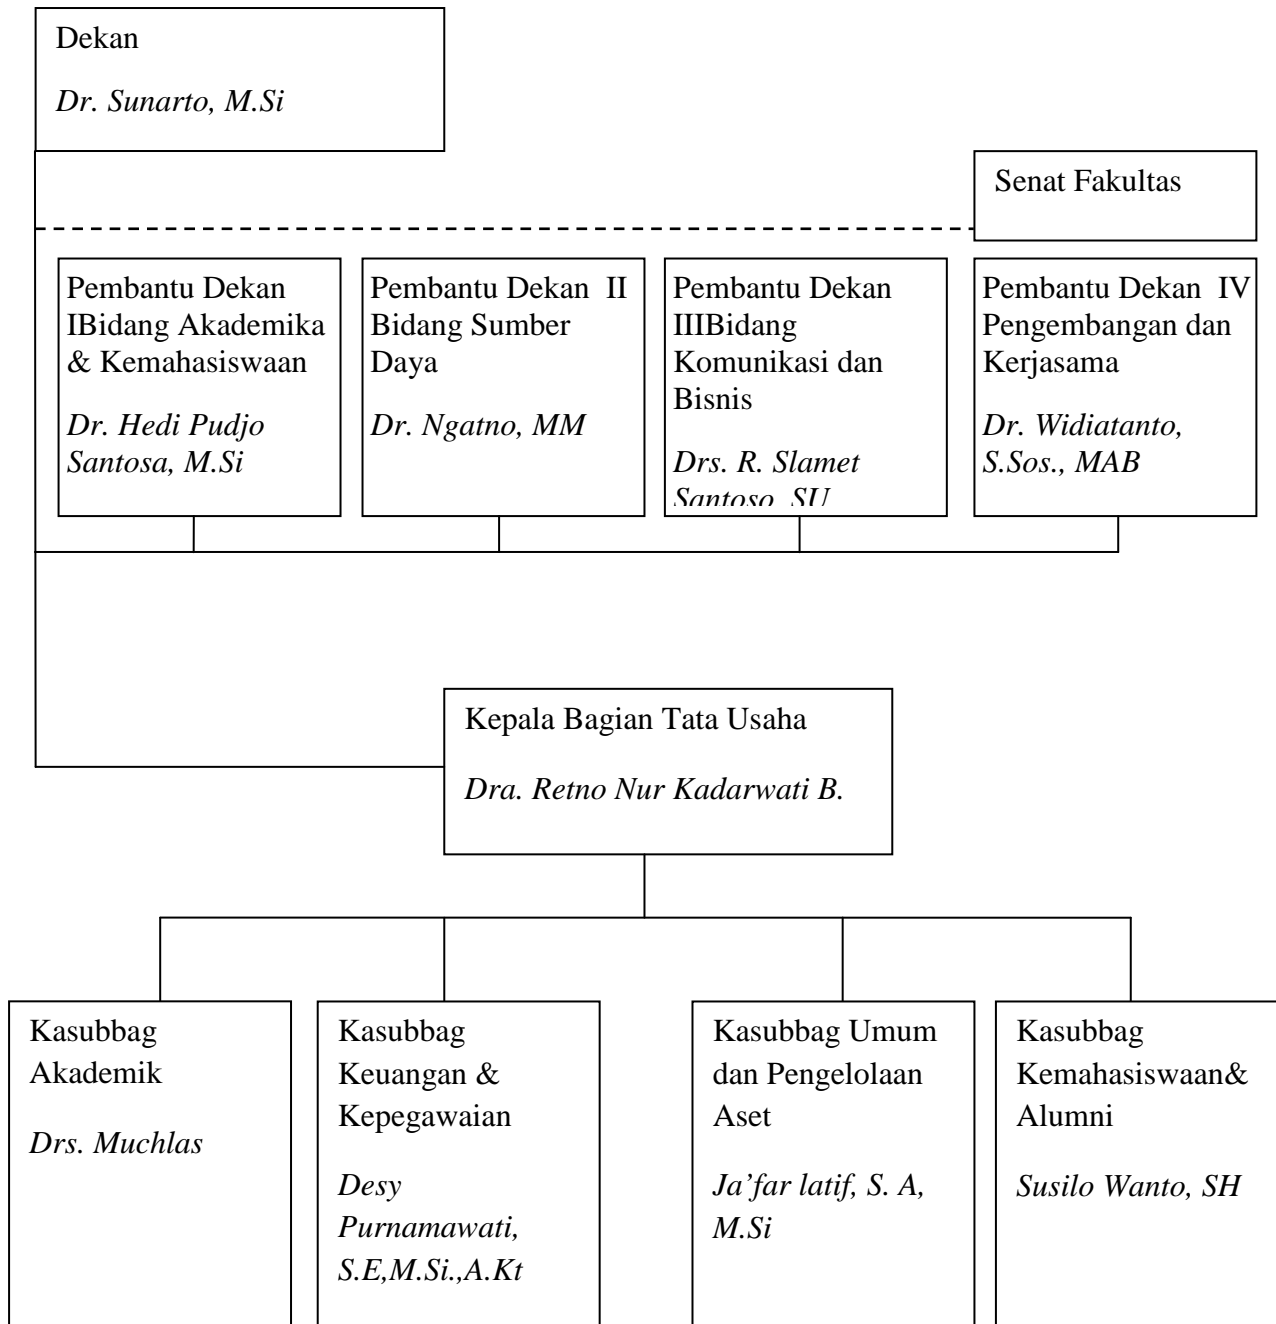 Dekan
Dr. Sunarto, M.Si
Senat Fakultas
Pembantu Dekan
IBidang Akademika
& Kemahasiswaan
Dr. Hedi Pudjo
Santosa, M.Si
Pembantu Dekan  II
Bidang Sumber
Daya
Dr. Ngatno, MM
Pembantu Dekan
IIIBidang
Komunikasi dan
Bisnis
Drs. R. Slamet
Santoso, SU
Pembantu Dekan  IV
Pengembangan dan
Kerjasama
Dr. Widiatanto,
S.Sos., MAB
Kepala Bagian Tata Usaha
Dra. Retno Nur Kadarwati B.
Kasubbag
Akademik
Drs. Muchlas
Kasubbag
Keuangan &
Kepegawaian
Desy
Purnamawati,
S.E,M.Si.,A.Kt
Kasubbag Umum
dan Pengelolaan
Aset
Ja’far latif, S. A,
M.Si
Kasubbag
Kemahasiswaan&
Alumni
Susilo Wanto, SH